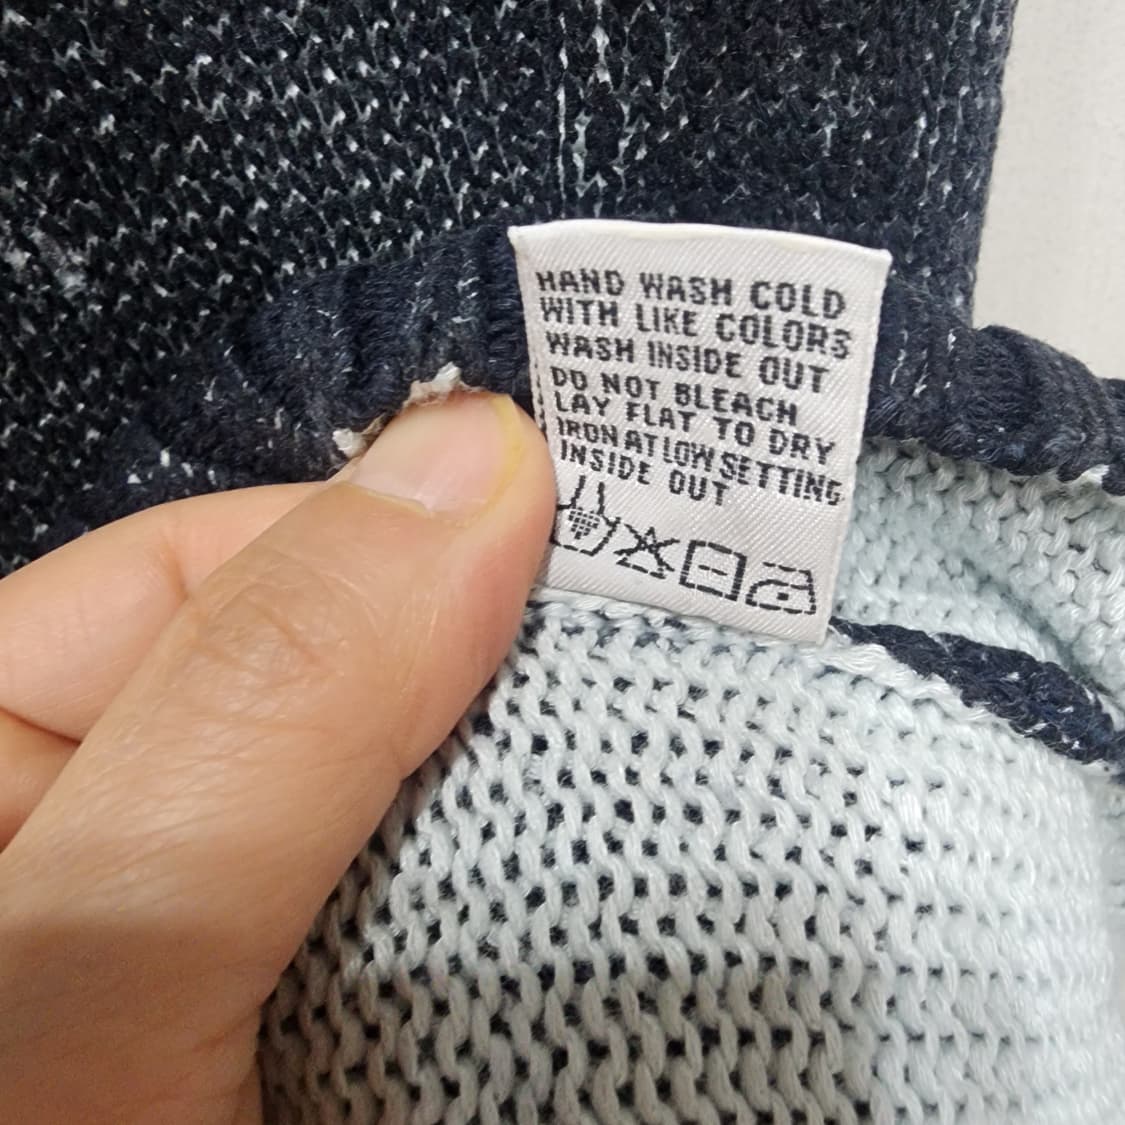 HAND WASH COLD
WITH LIKE COLORS
WASH INSIDE OUT
DO NOT BLEACH
LAY FLAT TO DRY
IRON AT LOW SETTING
INSIDE OUT